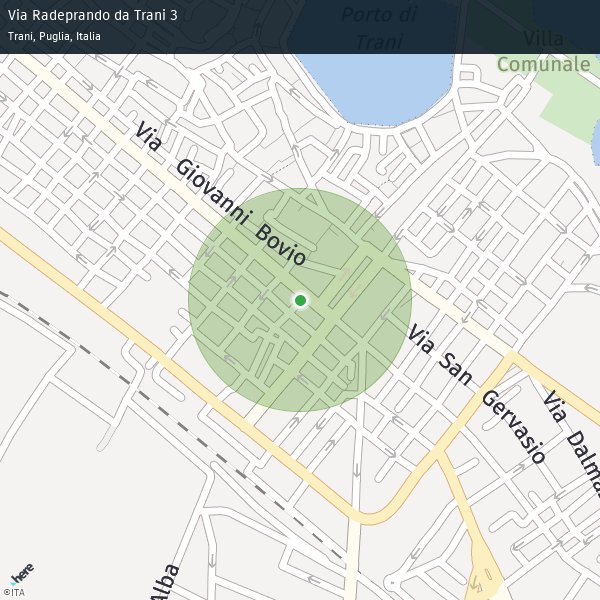 Via Radeprando da Trani 3
Trani, Puglia, Italia
Porto di
Trani
Villa
Comunale
Via Giovanni Bovio
Via San Gervasio
Via Dalma
Alba
here
©ITA